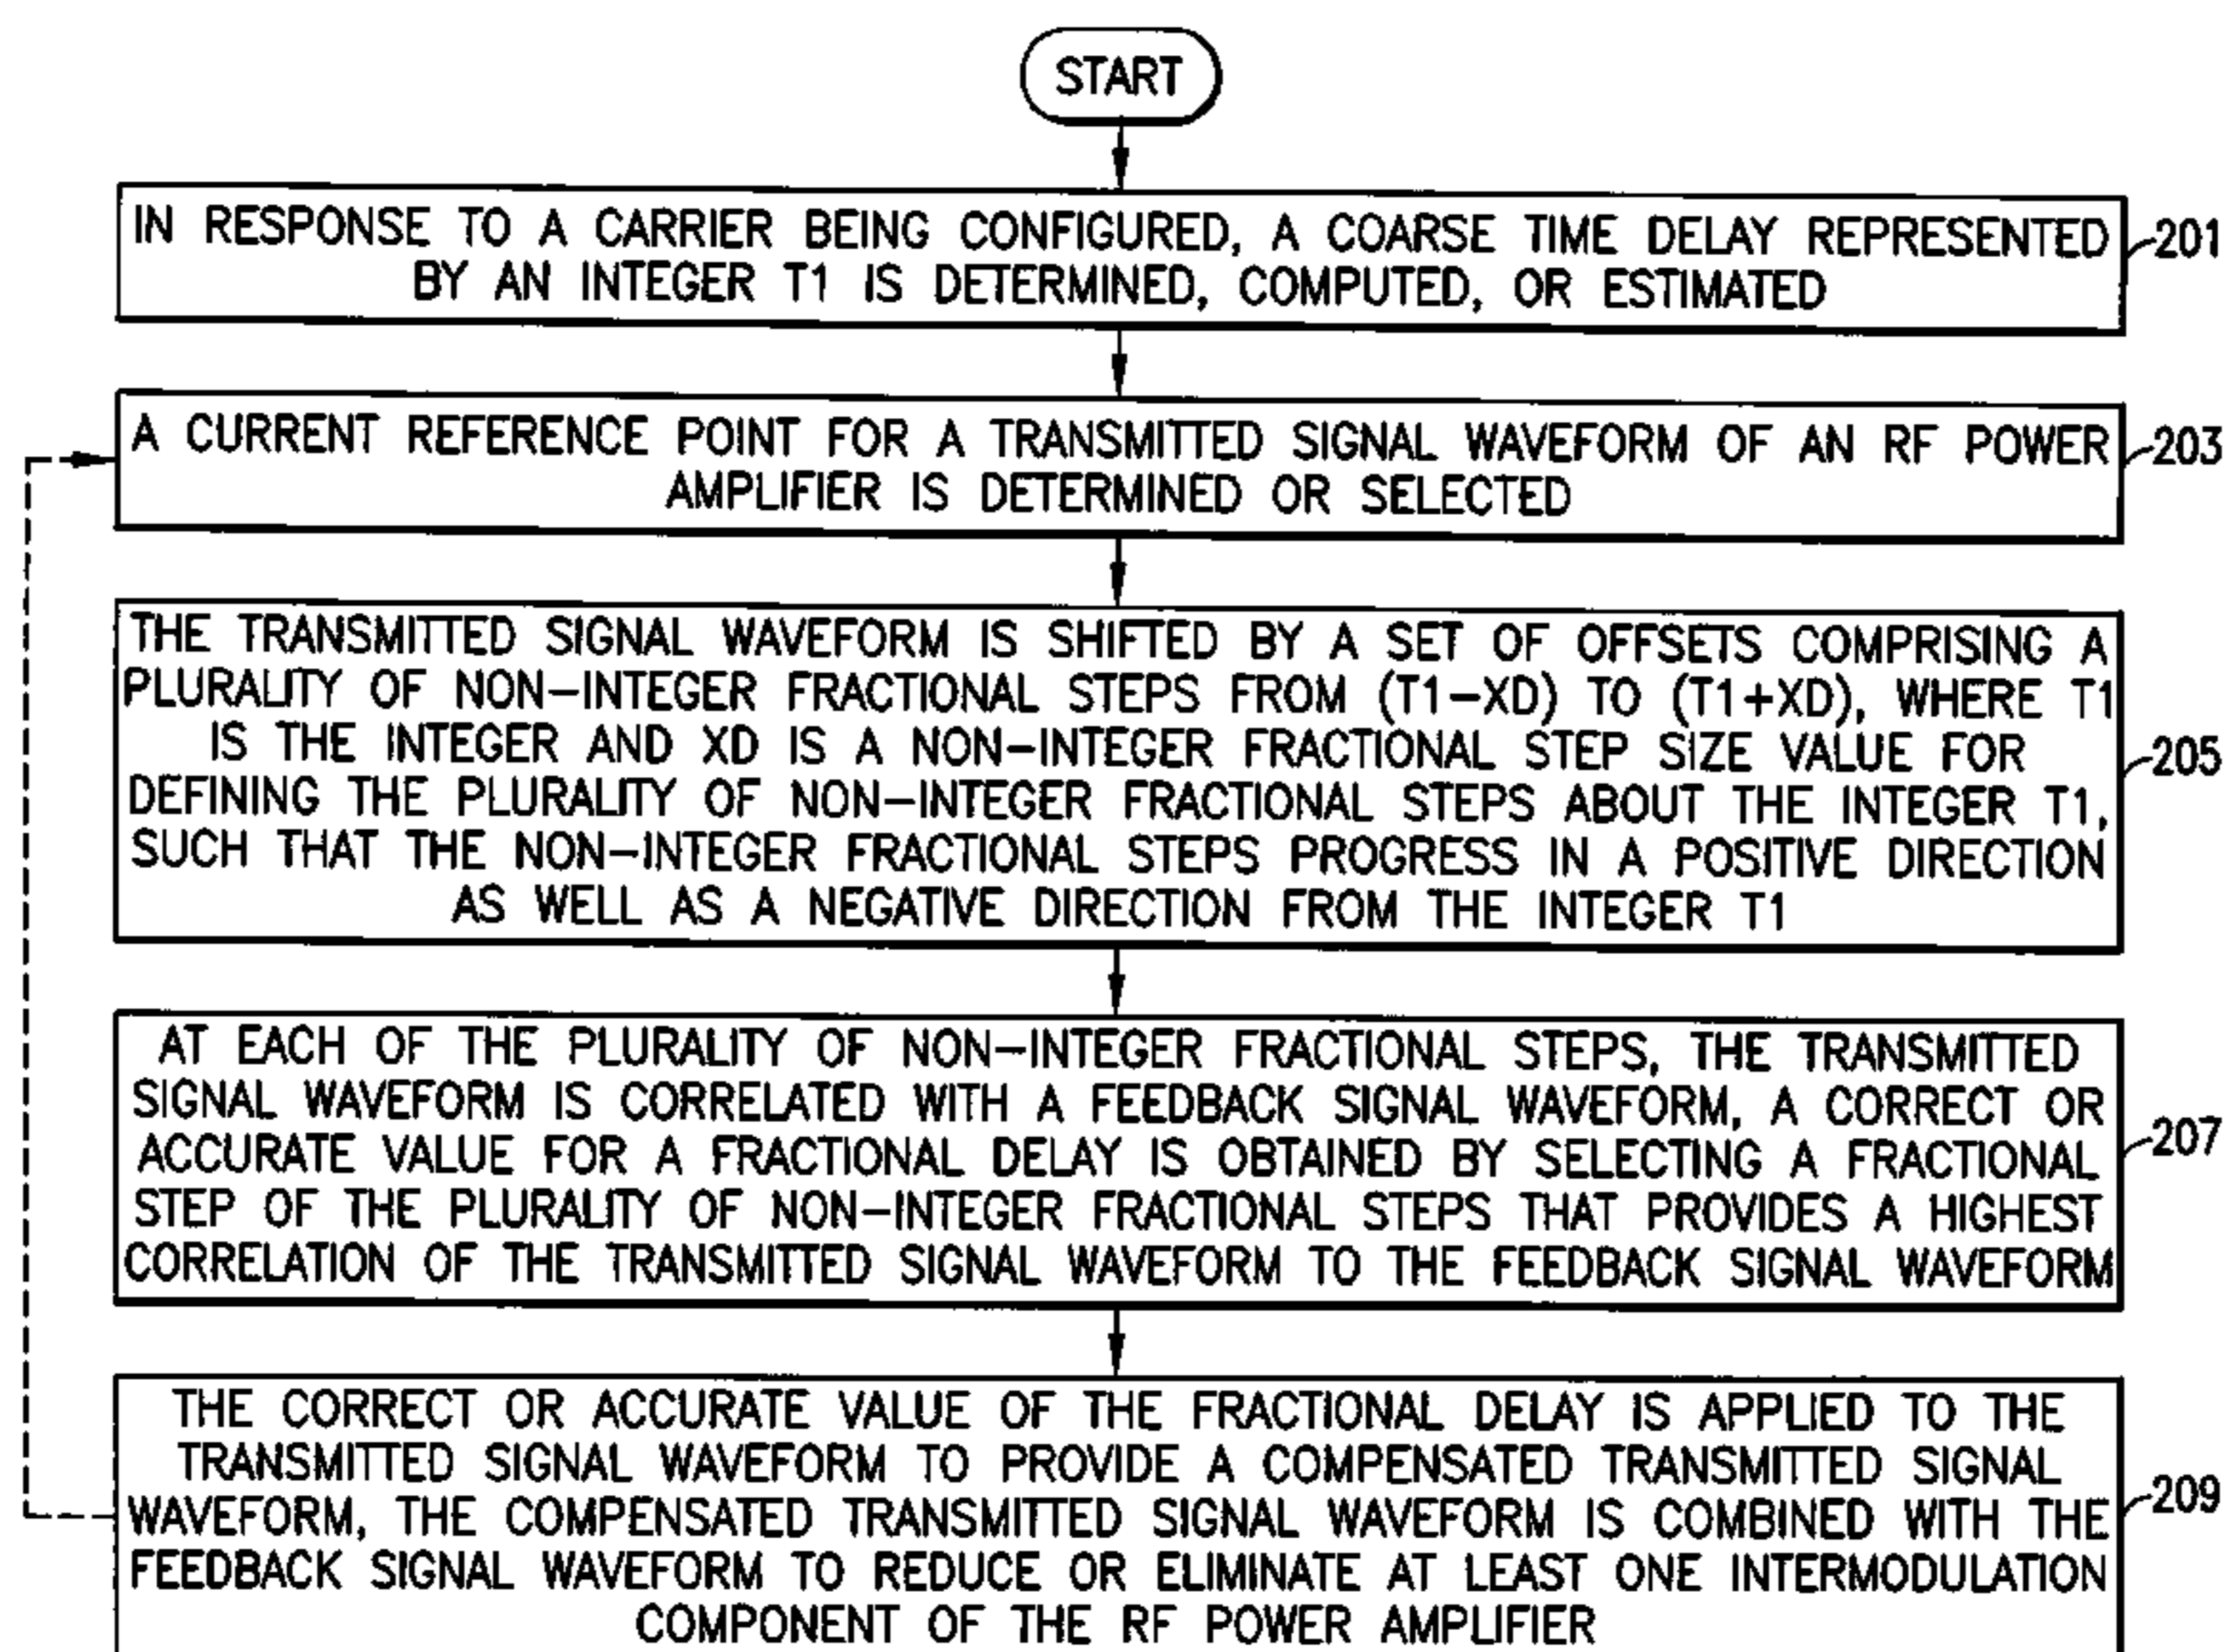 START
IN RESPONSE TO A CARRIER BEING CONFIGURED, A COARSE TIME DELAY REPRESENTED
BY AN INTEGER T1 IS DETERMINED, COMPUTED, OR ESTIMATED
201
A CURRENT REFERENCE POINT FOR A TRANSMITTED SIGNAL WAVEFORM OF AN RF POWER
AMPLIFIER IS DETERMINED OR SELECTED
203
THE TRANSMITTED SIGNAL WAVEFORM IS SHIFTED BY A SET OF OFFSETS COMPRISING A
PLURALITY OF NON-INTEGER FRACTIONAL STEPS FROM (T1-XD) TO (T1+XD), WHERE T1
IS THE INTEGER AND XD IS A NON-INTEGER FRACTIONAL STEP SIZE VALUE FOR
DEFINING THE PLURALITY OF NON-INTEGER FRACTIONAL STEPS ABOUT THE INTEGER T1,
SUCH THAT THE NON-INTEGER FRACTIONAL STEPS PROGRESS IN A POSITIVE DIRECTION
AS WELL AS A NEGATIVE DIRECTION FROM THE INTEGER T1
205
AT EACH OF THE PLURALITY OF NON-INTEGER FRACTIONAL STEPS, THE TRANSMITTED
SIGNAL WAVEFORM IS CORRELATED WITH A FEEDBACK SIGNAL WAVEFORM, A CORRECT OR
ACCURATE VALUE FOR A FRACTIONAL DELAY IS OBTAINED BY SELECTING A FRACTIONAL
STEP OF THE PLURALITY OF NON-INTEGER FRACTIONAL STEPS THAT PROVIDES A HIGHEST
CORRELATION OF THE TRANSMITTED SIGNAL WAVEFORM TO THE FEEDBACK SIGNAL WAVEFORM
207
THE CORRECT OR ACCURATE VALUE OF THE FRACTIONAL DELAY IS APPLIED TO THE
TRANSMITTED SIGNAL WAVEFORM TO PROVIDE A COMPENSATED TRANSMITTED SIGNAL
WAVEFORM, THE COMPENSATED TRANSMITTED SIGNAL WAVEFORM IS COMBINED WITH THE
FEEDBACK SIGNAL WAVEFORM TO REDUCE OR ELIMINATE AT LEAST ONE INTERMODULATION
COMPONENT OF THE RF POWER AMPLIFIER
209